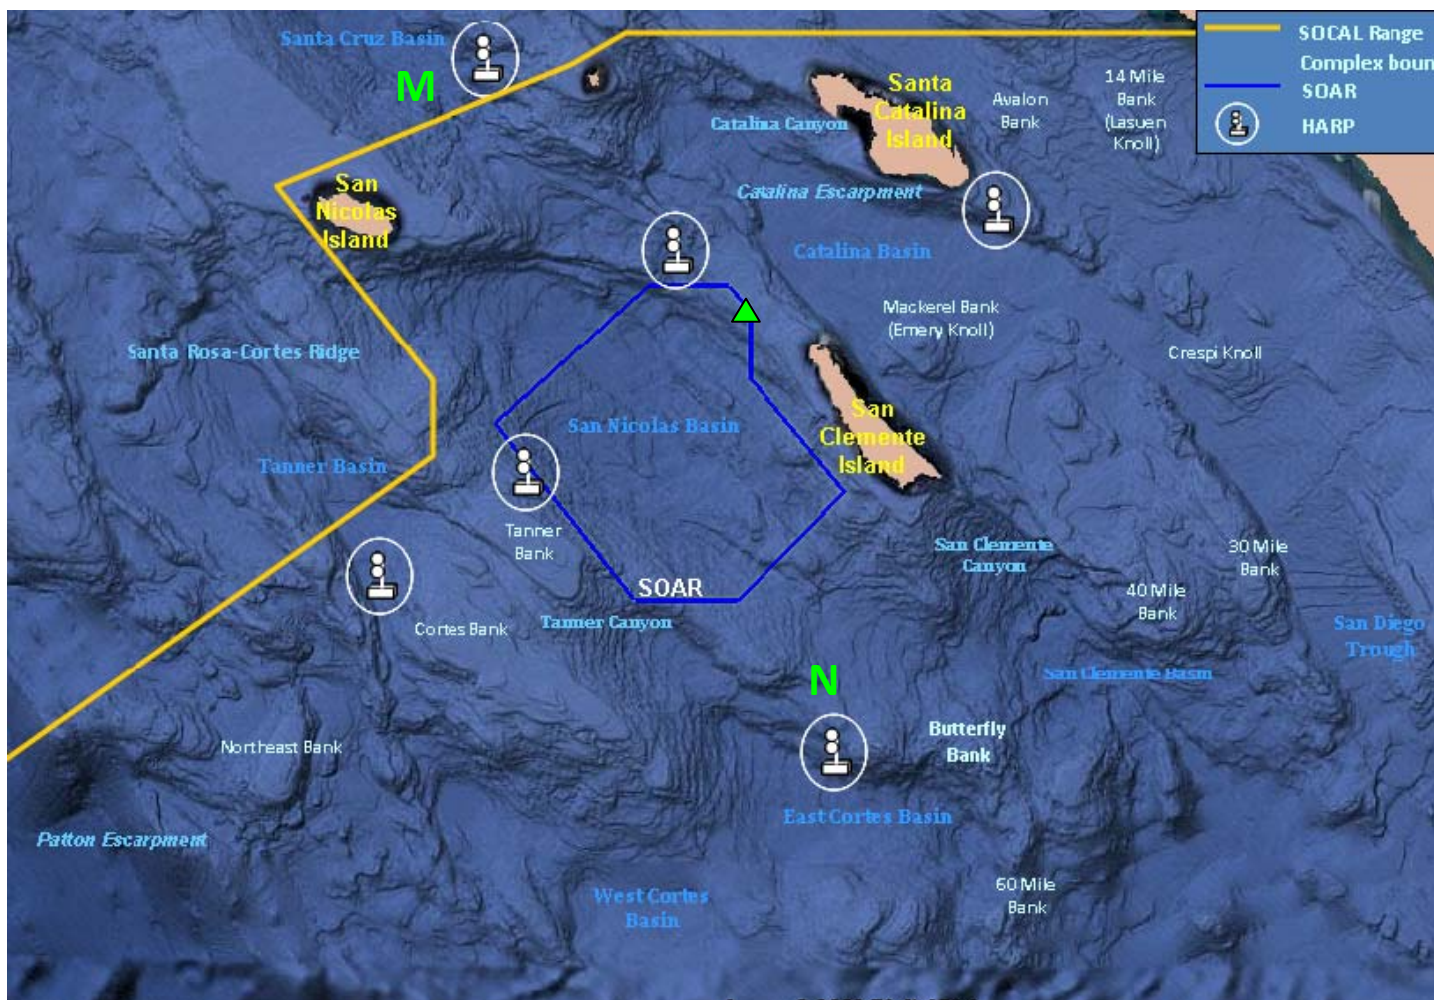 Santa Cruz Basin
M
SOCAL Range
Complex boun
SOAR
HARP
Santa
Catalina
Island
Catalina Canyon
Avalon
Bank
14 Mile
Bank
(Lasuen
Knoll)
San
Nicolas
Island
Catalina Escarpment
Catalina Basin
Mackerel Bank
(Emery Knoll)
Santa Rosa-Cortes Ridge
Crespi Knoll
San Nicolas Basin
San
Clemente
Island
Tanner Basin
Tanner
Bank
San Clemente
Canyon
30 Mile
Bank
SOAR
40 Mile
Bank
Cortes Bank
Tanner Canyon
San Diego
Trough
N
San Clemente Basin
Northeast Bank
Butterfly
Bank
East Cortes Basin
Patton Escarpment
West Cortes
Basin
60 Mile
Bank